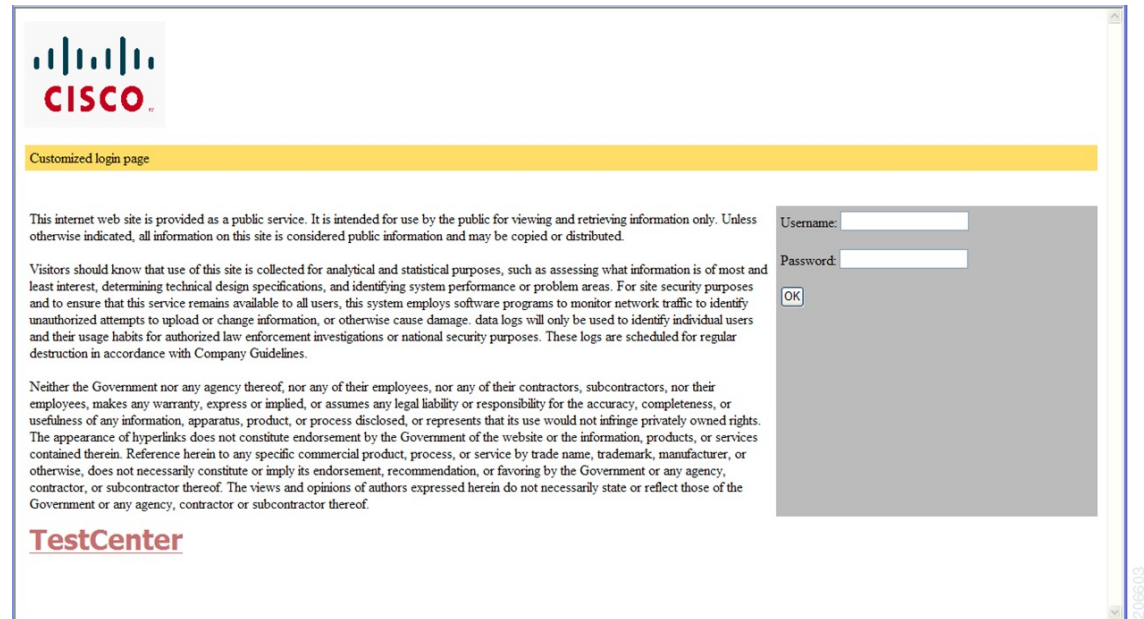 CISCO
Customized login page
This internet web site is provided as a public service. It is intended for use by the public for viewing and retrieving information only. Unless
otherwise indicated, all information on this site is considered public information and may be copied or distributed.
Visitors should know that use of this site is collected for analytical and statistical purposes, such as assessing what information is of most and
least interest, determining technical design specifications, and identifying system performance or problem areas. For site security purposes
and to ensure that this service remains available to all users, this system employs software programs to monitor network traffic to identify
unauthorized attempts to upload or change information, or otherwise cause damage. data logs will only be used to identify individual users
and their usage habits for authorized law enforcement investigations or national security purposes. These logs are scheduled for regular
destruction in accordance with Company Guidelines.
Neither the Government nor any agency thereof, nor any of their employees, nor any of their contractors, subcontractors, nor their
employees, makes any warranty, express or implied, or assumes any legal liability or responsibility for the accuracy, completeness, or
usefulness of any information, apparatus, product, or process disclosed, or represents that its use would not infringe privately owned rights.
The appearance of hyperlinks does not constitute endorsement by the Government of the website or the information, products, or services
contained therein. Reference herein to any specific commercial product, process, or service by trade name, trademark, manufacturer, or
otherwise, does not necessarily constitute or imply its endorsement, recommendation, or favoring by the Government or any agency,
contractor, or subcontractor thereof. The views and opinions of authors expressed herein do not necessarily state or reflect those of the
Government or any agency, contractor or subcontractor thereof.
Username:
Password:
OK
TestCenter
206603